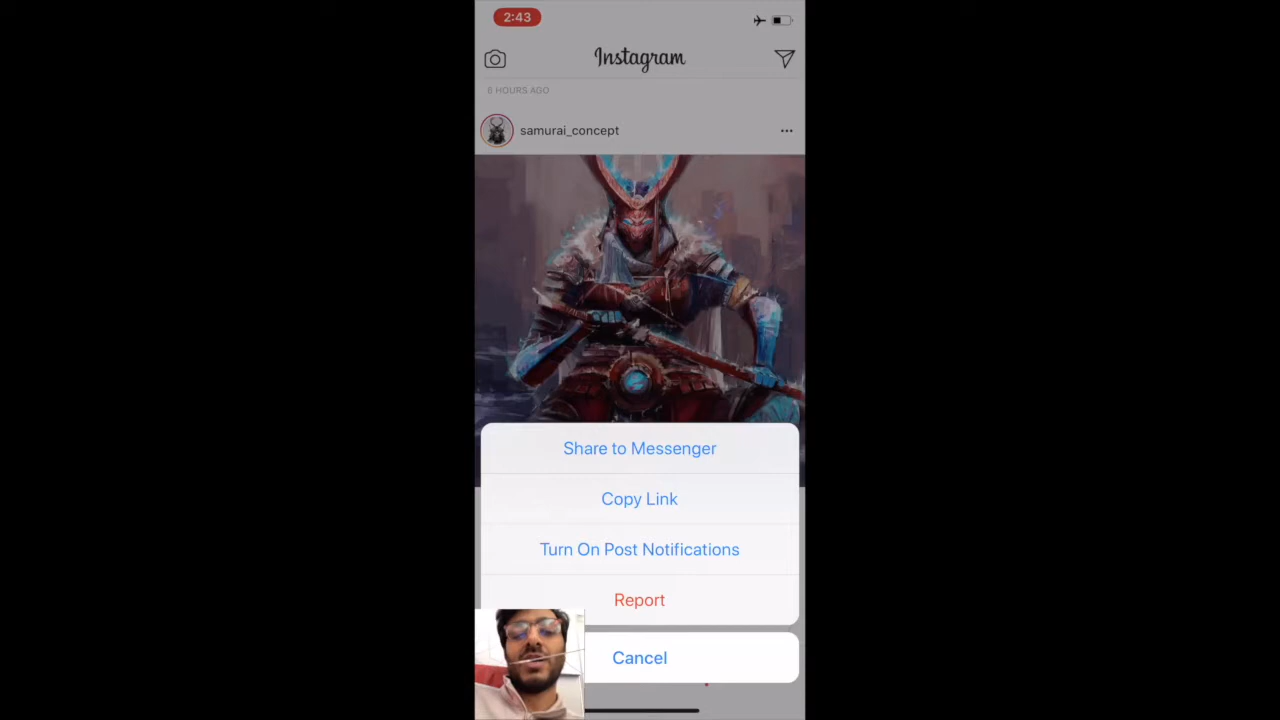 2:43
Instagram
8 HOURS AGO
samurai_concept
Share to Messenger
Copy Link
Turn On Post Notifications
Report
Cancel